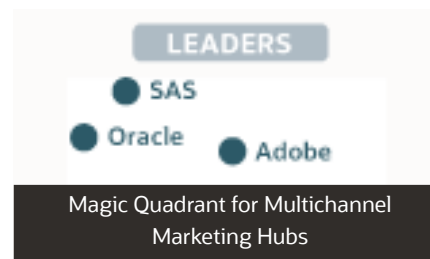 LEADERS
SAS
Oracle
Adobe
Magic Quadrant for Multichannel
Marketing Hubs